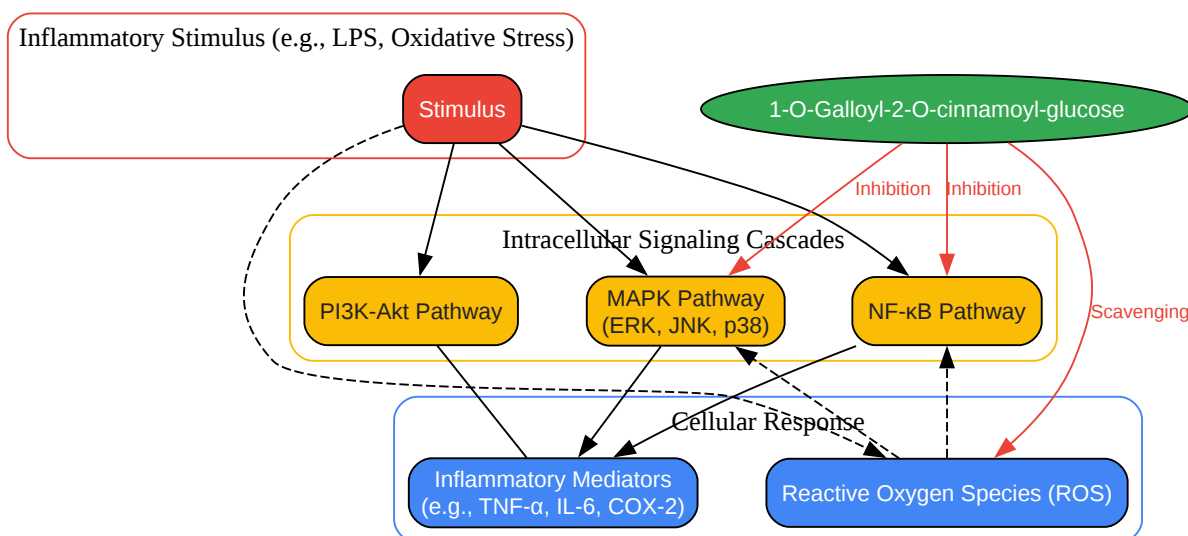 Inflammatory Stimulus (e.g., LPS, Oxidative Stress)
Stimulus
1-O-Galloyl-2-O-cinnamoyl-glucose
Inhibition
Inhibition
Intracellular Signaling Cascades
PI3K-Akt Pathway
MAPK Pathway
(ERK, JNK, p38)
NF-κB Pathway
Scavenging
Cellular Response
Inflammatory Mediators
(e.g., TNF-α, IL-6, COX-2)
Reactive Oxygen Species (ROS)